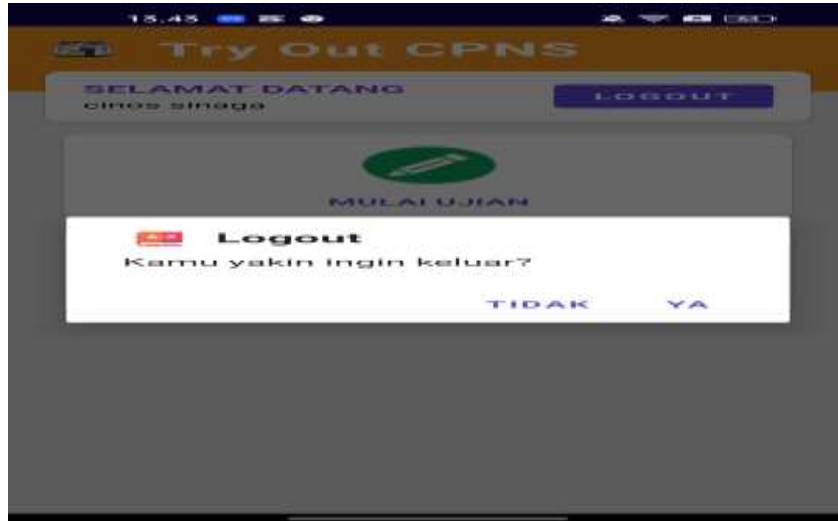 15.45
Try Out CPNS
SELAMAT DATANG
LOGOUT
cinos sinaga
MULAI UJIAN
Logout
Kamu yakin ingin keluar?
TIDAK YA